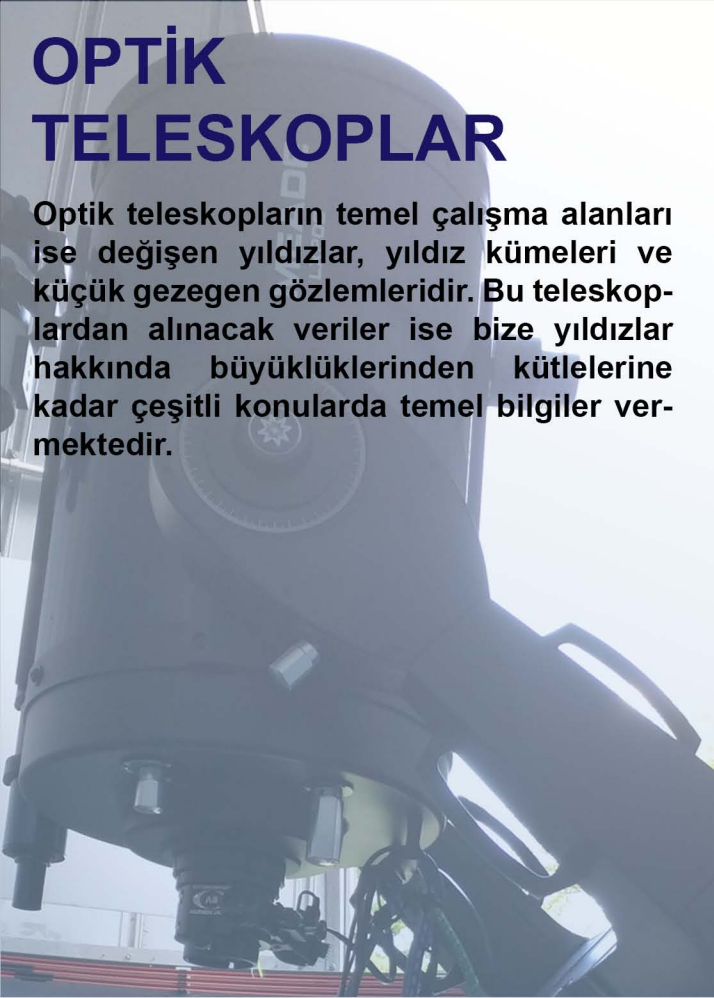 OPTİK
TELESKOPLAR
Optik teleskopların temel çalışma alanları
ise değişen yıldızlar, yıldız kümeleri ve
küçük gezegen gözlemleridir. Bu teleskop-
lardan alınacak veriler ise bize yıldızlar
hakkında büyüklüklerinden kütlelerine
kadar çeşitli konularda temel bilgiler ver-
mektedir.